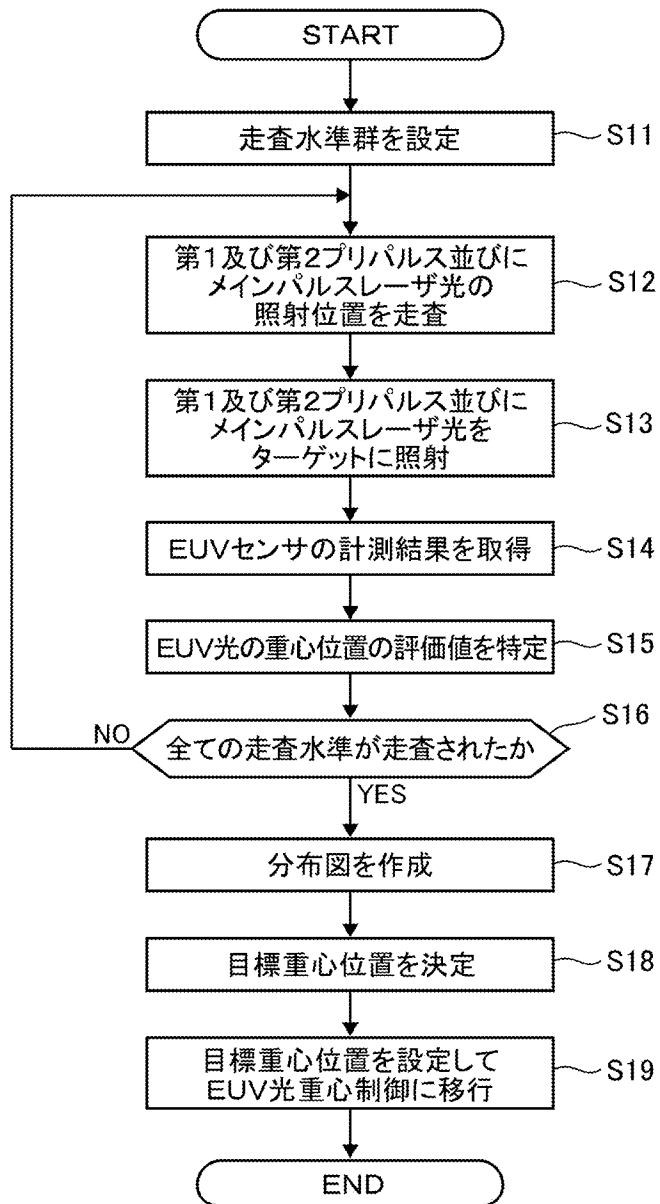 START
走査水準群を設定
S11
第1及び第2プリパルス並びに
メインパルスレーザ光の
照射位置を走査
S12
第1及び第2プリパルス並びに
メインパルスレーザ光を
ターゲットに照射
S13
EUVセンサの計測結果を取得
S14
EUV光の重心位置の評価値を特定
S15
全ての走査水準が走査されたか
S16
NO
YES
分布図を作成
S17
目標重心位置を決定
S18
目標重心位置を設定して
EUV光重心制御に移行
S19
END